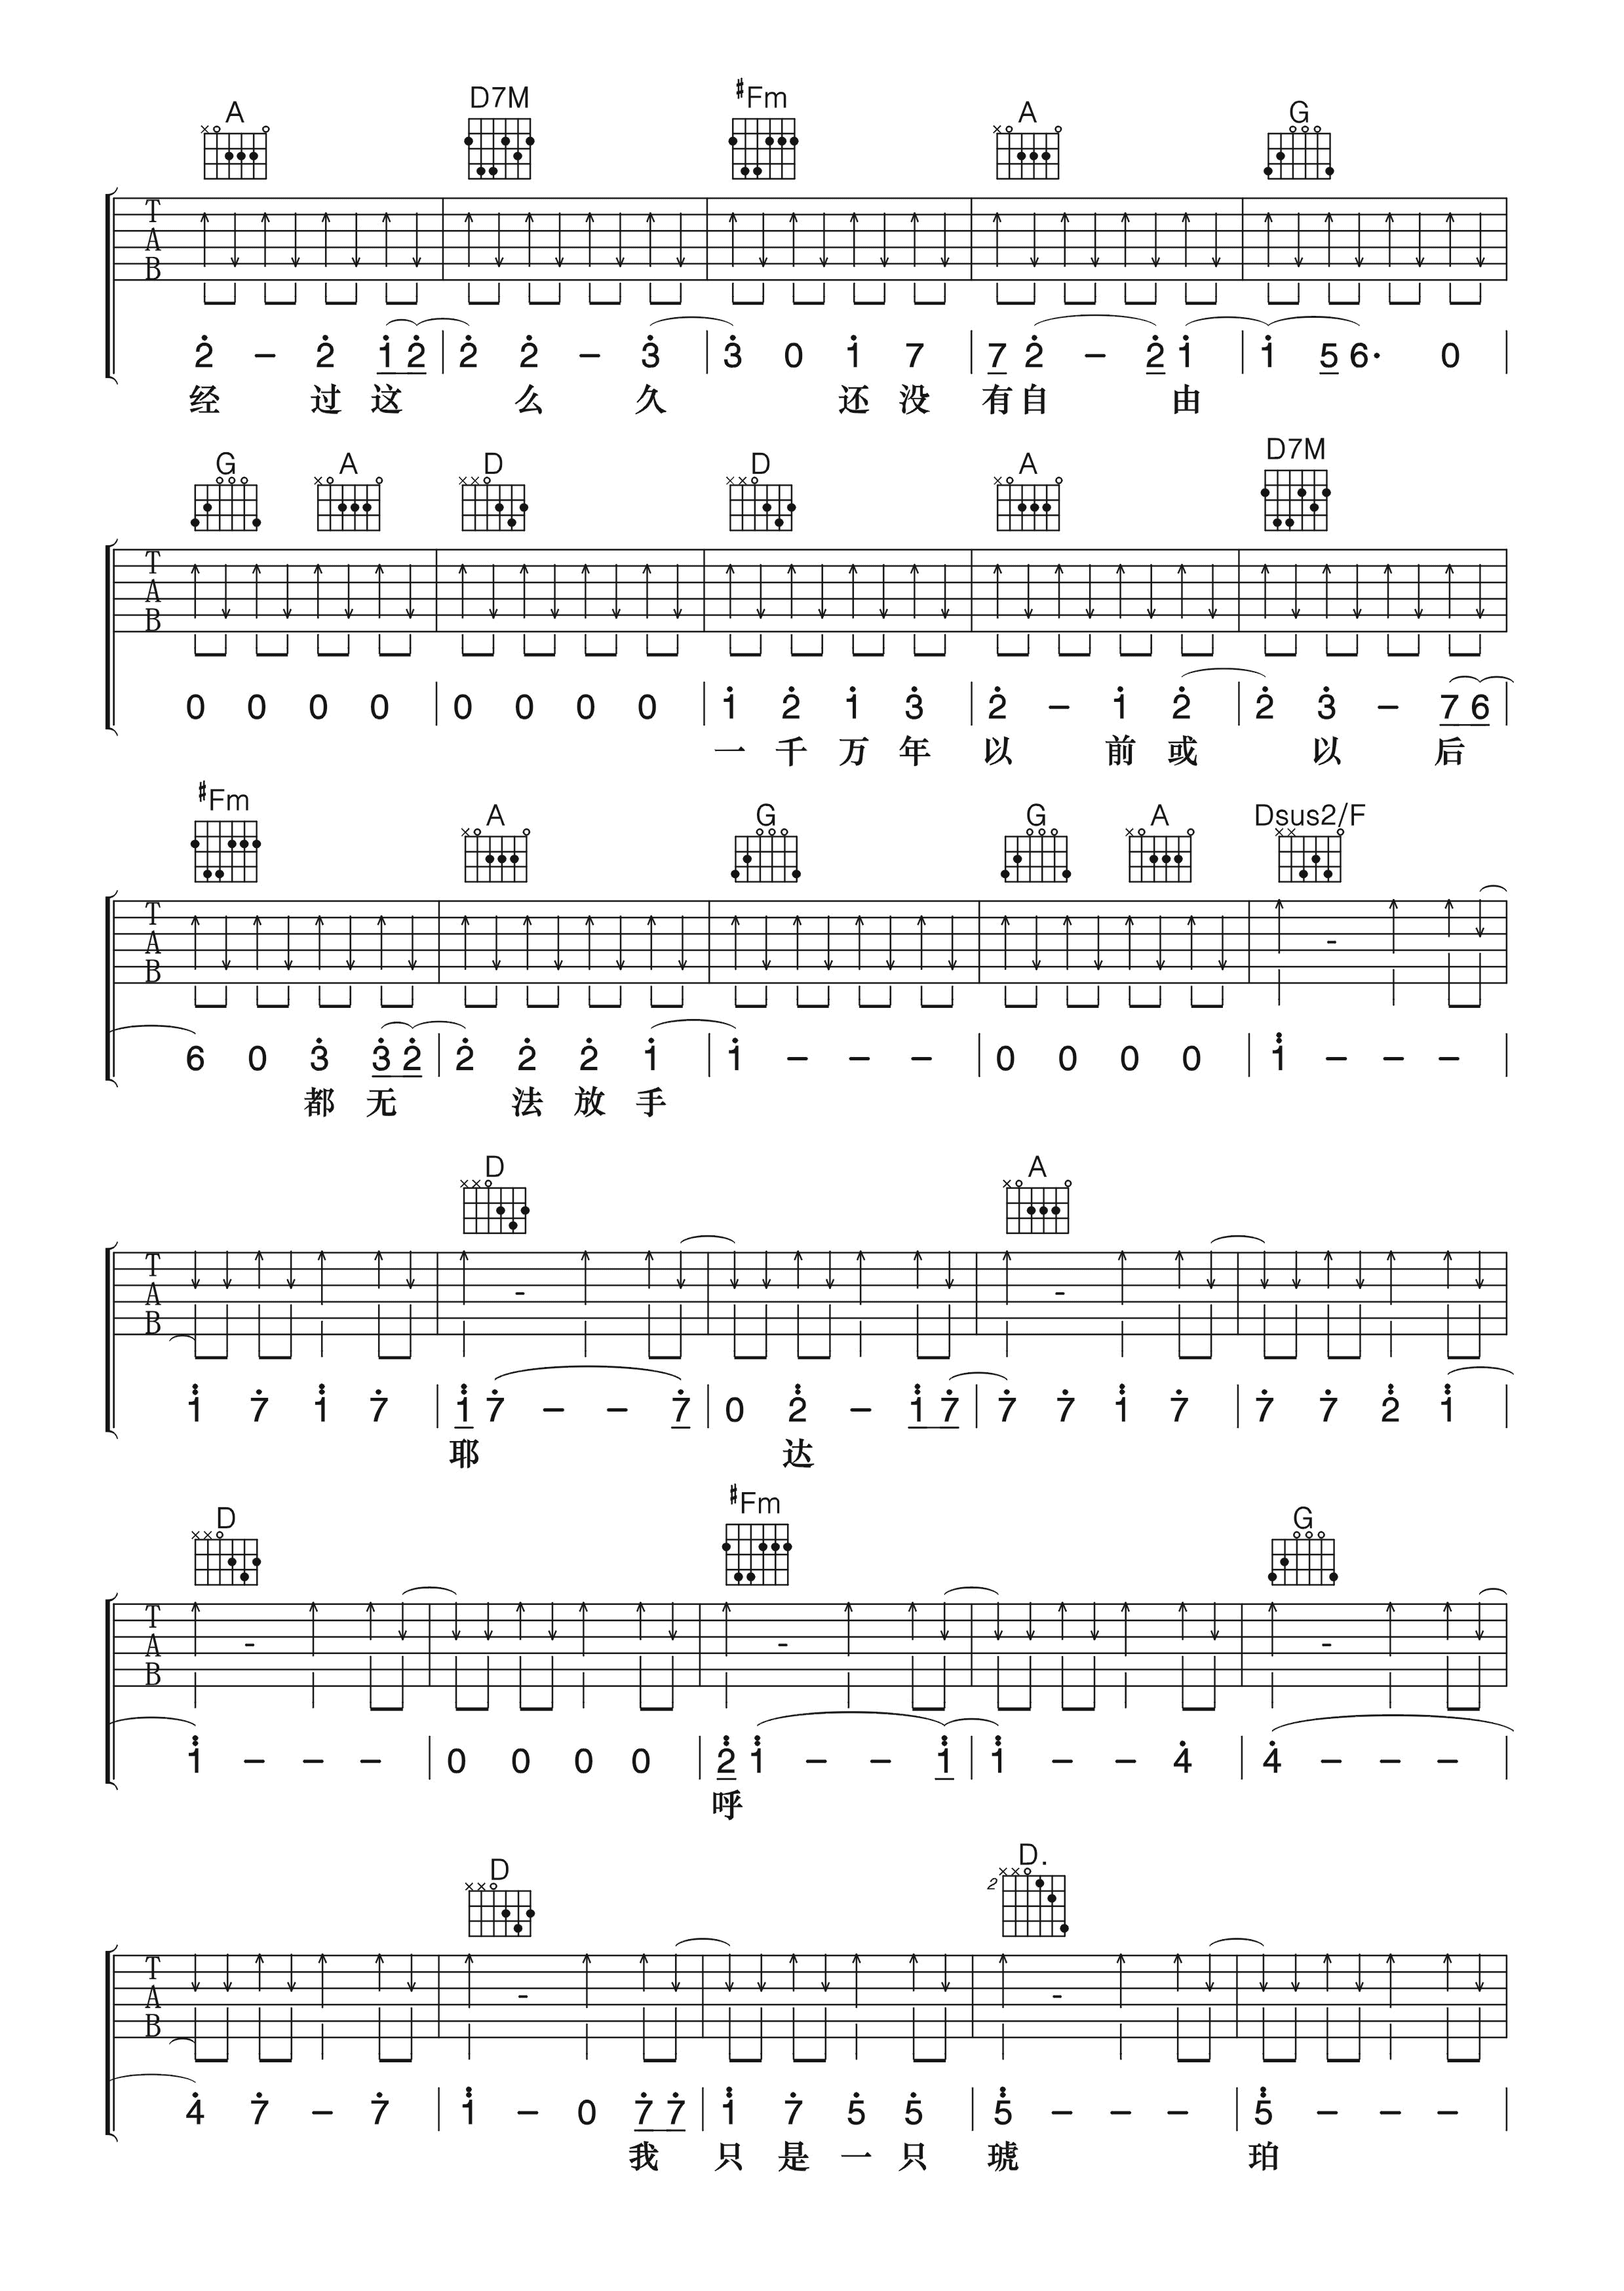 A D7M #Fm A G
T
A
B
2 - 2 1 2 | 2 2 - 3 | 3 0 1 7 | 7 2 - 2 1 | 1 5 6· 0 |
经 过 这 么 久 还 没 有 自 由
G A D D A D7M
T
A
B
0 0 0 0 | 0 0 0 0 | 1 2 1 3 | 2 - 1 2 | 2 3 - 7 6 |
一 千 万 年 以 前 或 以 后
#Fm A G G A Dsus2/F
T
A
B
6 0 3 3 2 | 2 2 2 1 | 1 - - - | 0 0 0 0 | 1 - - - |
都 无 法 放 手
D A
T
A
B
1 7 1 7 | 1 7 - - 7 | 0 2 - 1 7 | 7 7 1 7 | 7 7 2 1 |
耶 达
D #Fm G
T
A
B
1 - - - | 0 0 0 0 | 2 1 - - 1 | 1 - - 4 | 4 - - - |
呼
D D.
2
T
A
B
4 7 - 7 | 1 - 0 7 7 | 1 7 5 5 | 5 - - - | 5 - - - |
我 只 是 一 只 琥 珀